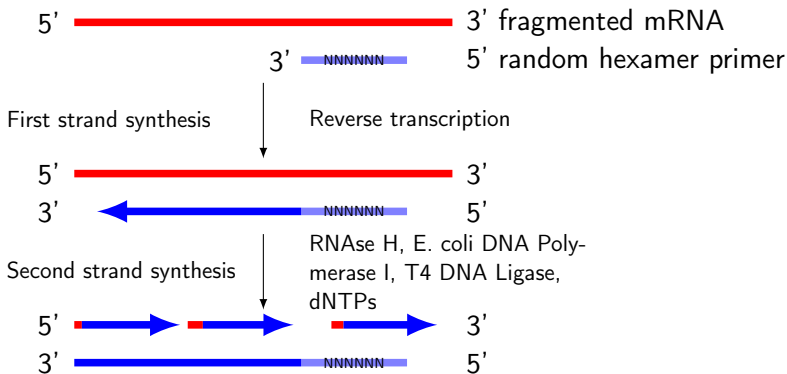 5' 3' fragmented mRNA
3' NNNNNN 5' random hexamer primer
First strand synthesis Reverse transcription
5' 3'
3' NNNNNN 5'
RNAse H, E. coli DNA Poly-
Second strand synthesis merase I, T4 DNA Ligase,
dNTPs
5' 3'
3' NNNNNN 5'